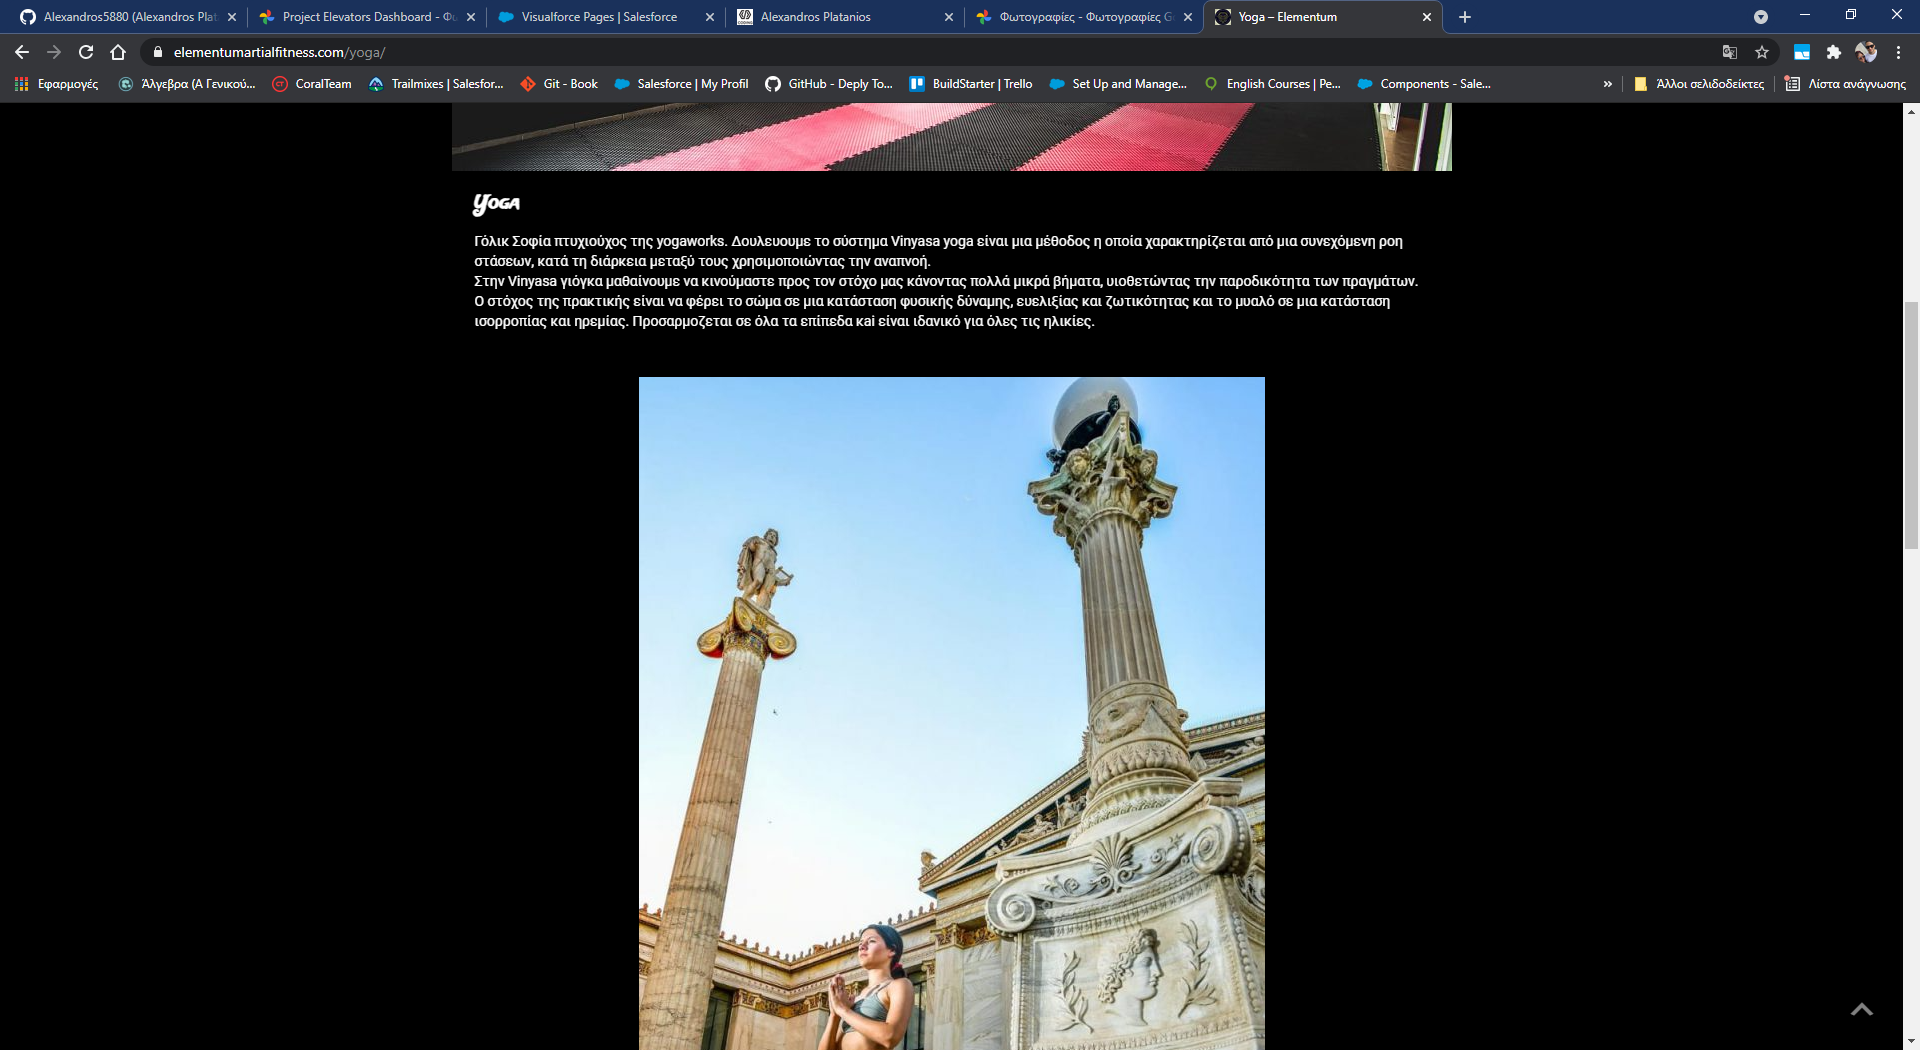 Alexandros5880 (Alexandros Plat
Project Elevators Dashboard - Φω
Visualforce Pages | Salesforce
Alexandros Platanios
Φωτογραφίες - Φωτογραφίες G
Yoga – Elementum
elementumartialfitness.com/yoga/
Εφαρμογές
Άλγεβρα (Α Γενικού...
CoralTeam
Trailmixes | Salesfor...
Git - Book
Salesforce | My Profil
GitHub - Deply To...
BuildStarter | Trello
Set Up and Manage...
English Courses | Pe...
Components - Sale...
»
Άλλοι σελιδοδείκτες
Λίστα ανάγνωσης
Yoga
Γόλικ Σοφία πτυχιούχος της yogaworks. Δουλευουμε το σύστημα Vinyasa yoga είναι μια μέθοδος η οποία χαρακτηρίζεται από μια συνεχόμενη ροη
στάσεων, κατά τη διάρκεια μεταξύ τους χρησιμοποιώντας την αναπνοή.
Στην Vinyasa γιόγκα μαθαίνουμε να κινούμαστε προς τον στόχο μας κάνοντας πολλά μικρά βήματα, υιοθετώντας την παροδικότητα των πραγμάτων.
Ο στόχος της πρακτικής είναι να φέρει το σώμα σε μια κατάσταση φυσικής δύναμης, ευελιξίας και ζωτικότητας και το μυαλό σε μια κατάσταση
ισορροπίας και ηρεμίας. Προσαρμοζεται σε όλα τα επίπεδα κai είναι ιδανικό για όλες τις ηλικίες.